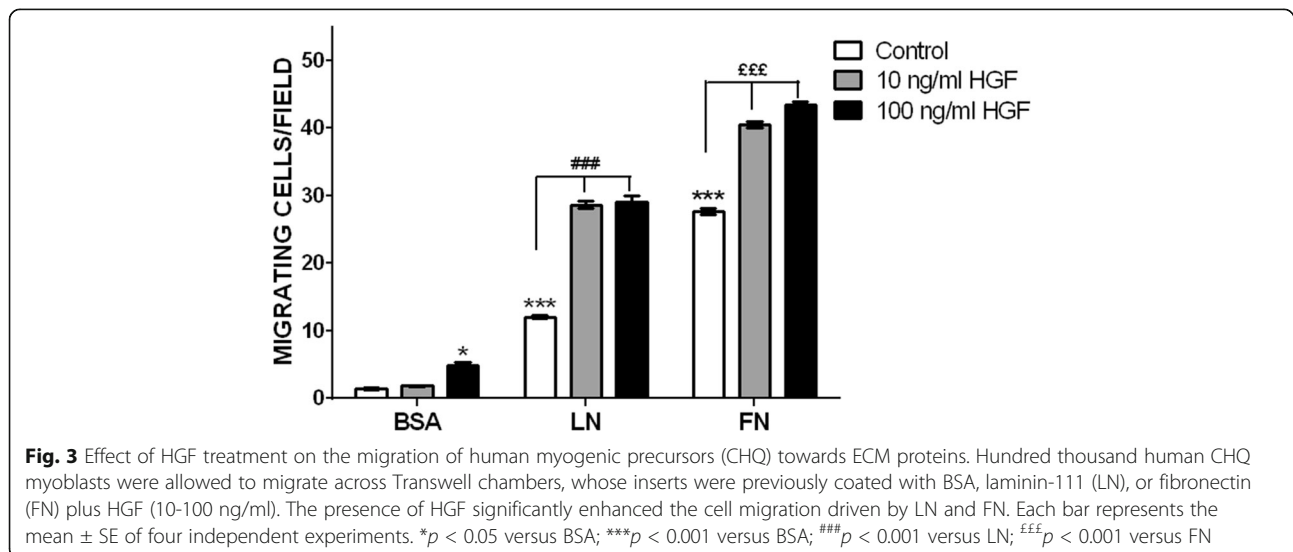 MIGRATING CELLS/FIELD
50
40
30
20
10
0
*
***
###
***
£££
BSA LN FN
Control
10 ng/ml HGF
100 ng/ml HGF
Fig. 3 Effect of HGF treatment on the migration of human myogenic precursors (CHQ) towards ECM proteins. Hundred thousand human CHQ
myoblasts were allowed to migrate across Transwell chambers, whose inserts were previously coated with BSA, laminin-111 (LN), or fibronectin
(FN) plus HGF (10-100 ng/ml). The presence of HGF significantly enhanced the cell migration driven by LN and FN. Each bar represents the
mean ± SE of four independent experiments. *p < 0.05 versus BSA; ***p < 0.001 versus BSA; ###p < 0.001 versus LN; £££p < 0.001 versus FN